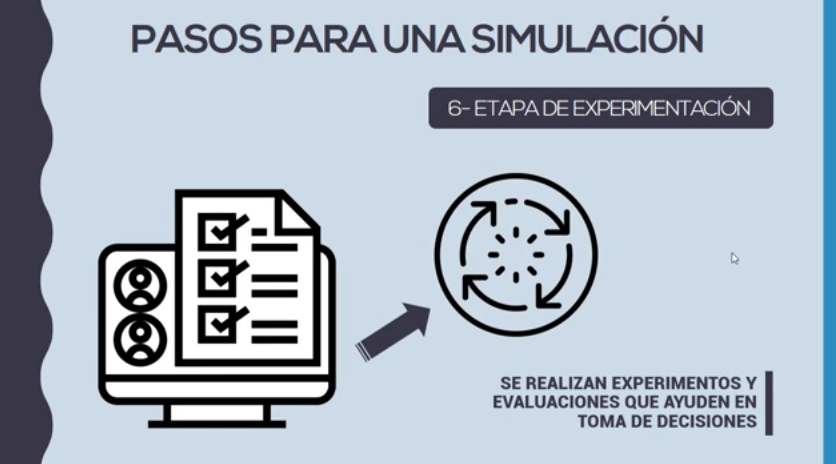 PASOS PARA UNA SIMULACIÓN
6- ETAPA DE EXPERIMENTACIÓN
SE REALIZAN EXPERIMENTOS Y
EVALUACIONES QUE AYUDEN EN
TOMA DE DECISIONES